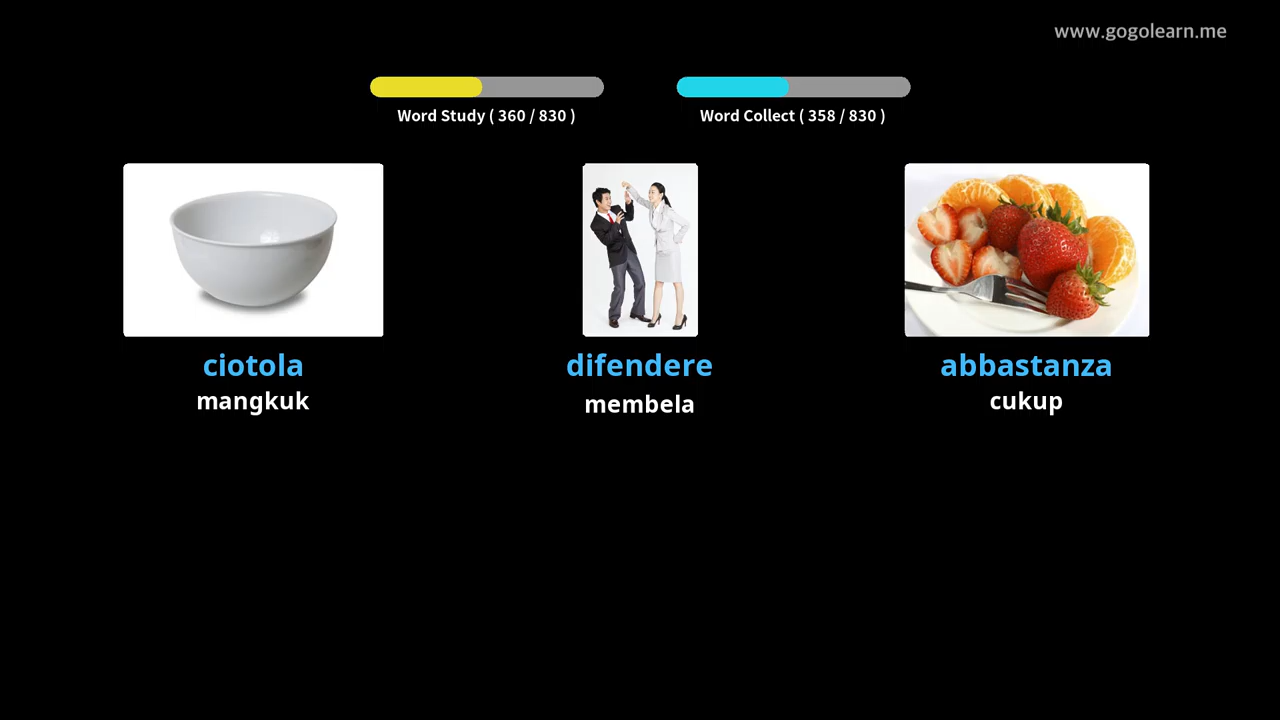 www.gogolearn.me
Word Study ( 360 / 830 )
Word Collect ( 358 / 830 )
ciotola
mangkuk
difendere
membela
abbastanza
cukup